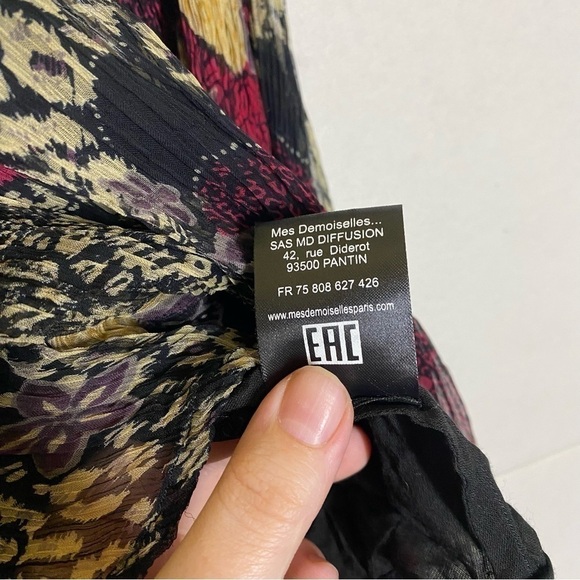 Mes Demoiselles...
SAS MD DIFFUSION
42, rue Diderot
93500 PANTIN
FR 75 808 627 426
www.mesdemoisellesparis.com
EAC